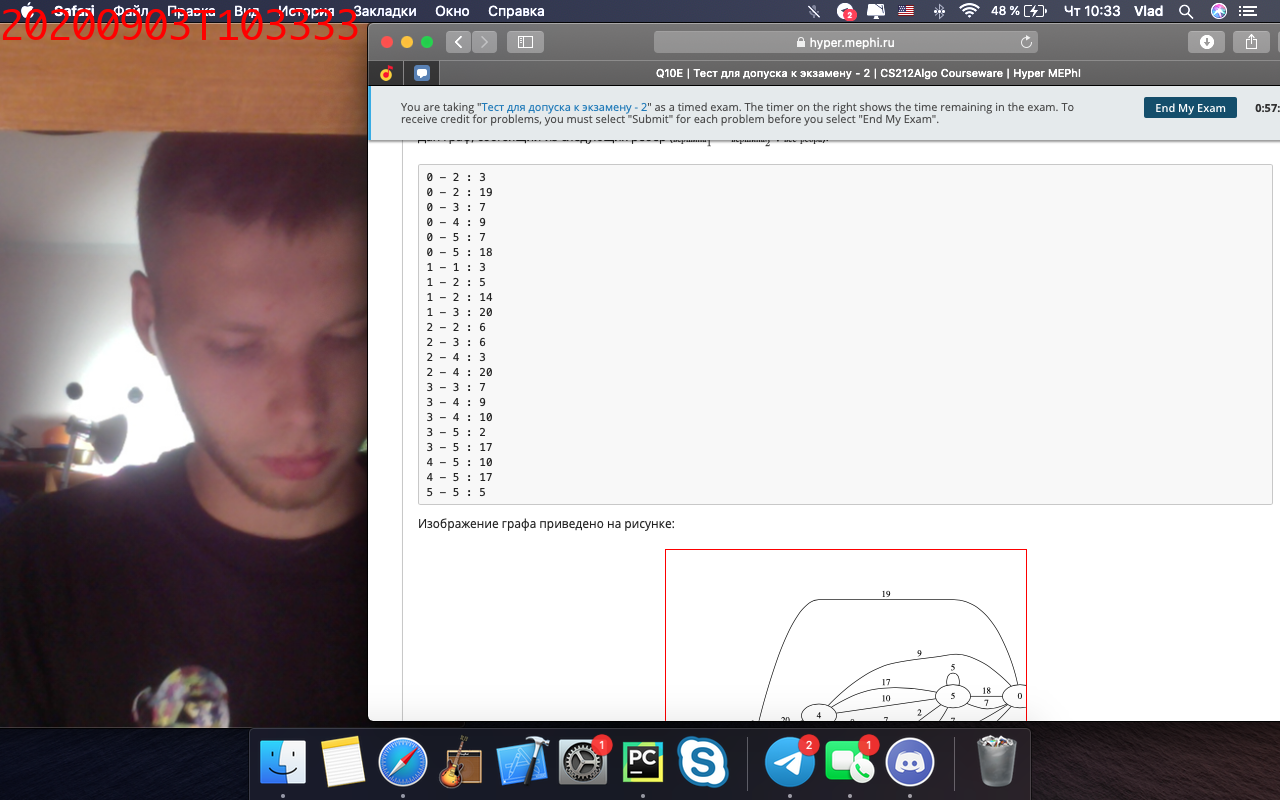 20200903T103333
Safari Файл Правка Вид История Закладки Окно Справка
2
48 % Чт 10:33 Vlad
hyper.mephi.ru
Q10E | Тест для допуска к экзамену - 2 | CS212Algo Courseware | Hyper MEPhI
You are taking "Тест для допуска к экзамену - 2" as a timed exam. The timer on the right shows the time remaining in the exam. To
receive credit for problems, you must select "Submit" for each problem before you select "End My Exam".
End My Exam
0:57:
0 – 2 : 3
0 – 2 : 19
0 – 3 : 7
0 – 4 : 9
0 – 5 : 7
0 – 5 : 18
1 – 1 : 3
1 – 2 : 5
1 – 2 : 14
1 – 3 : 20
2 – 2 : 6
2 – 3 : 6
2 – 4 : 3
2 – 4 : 20
3 – 3 : 7
3 – 4 : 9
3 – 4 : 10
3 – 5 : 2
3 – 5 : 17
4 – 5 : 10
4 – 5 : 17
5 – 5 : 5
Изображение графа приведено на рисунке:
19
9
5
17
5
18
0
10
7
4
2
1
PC
2
1